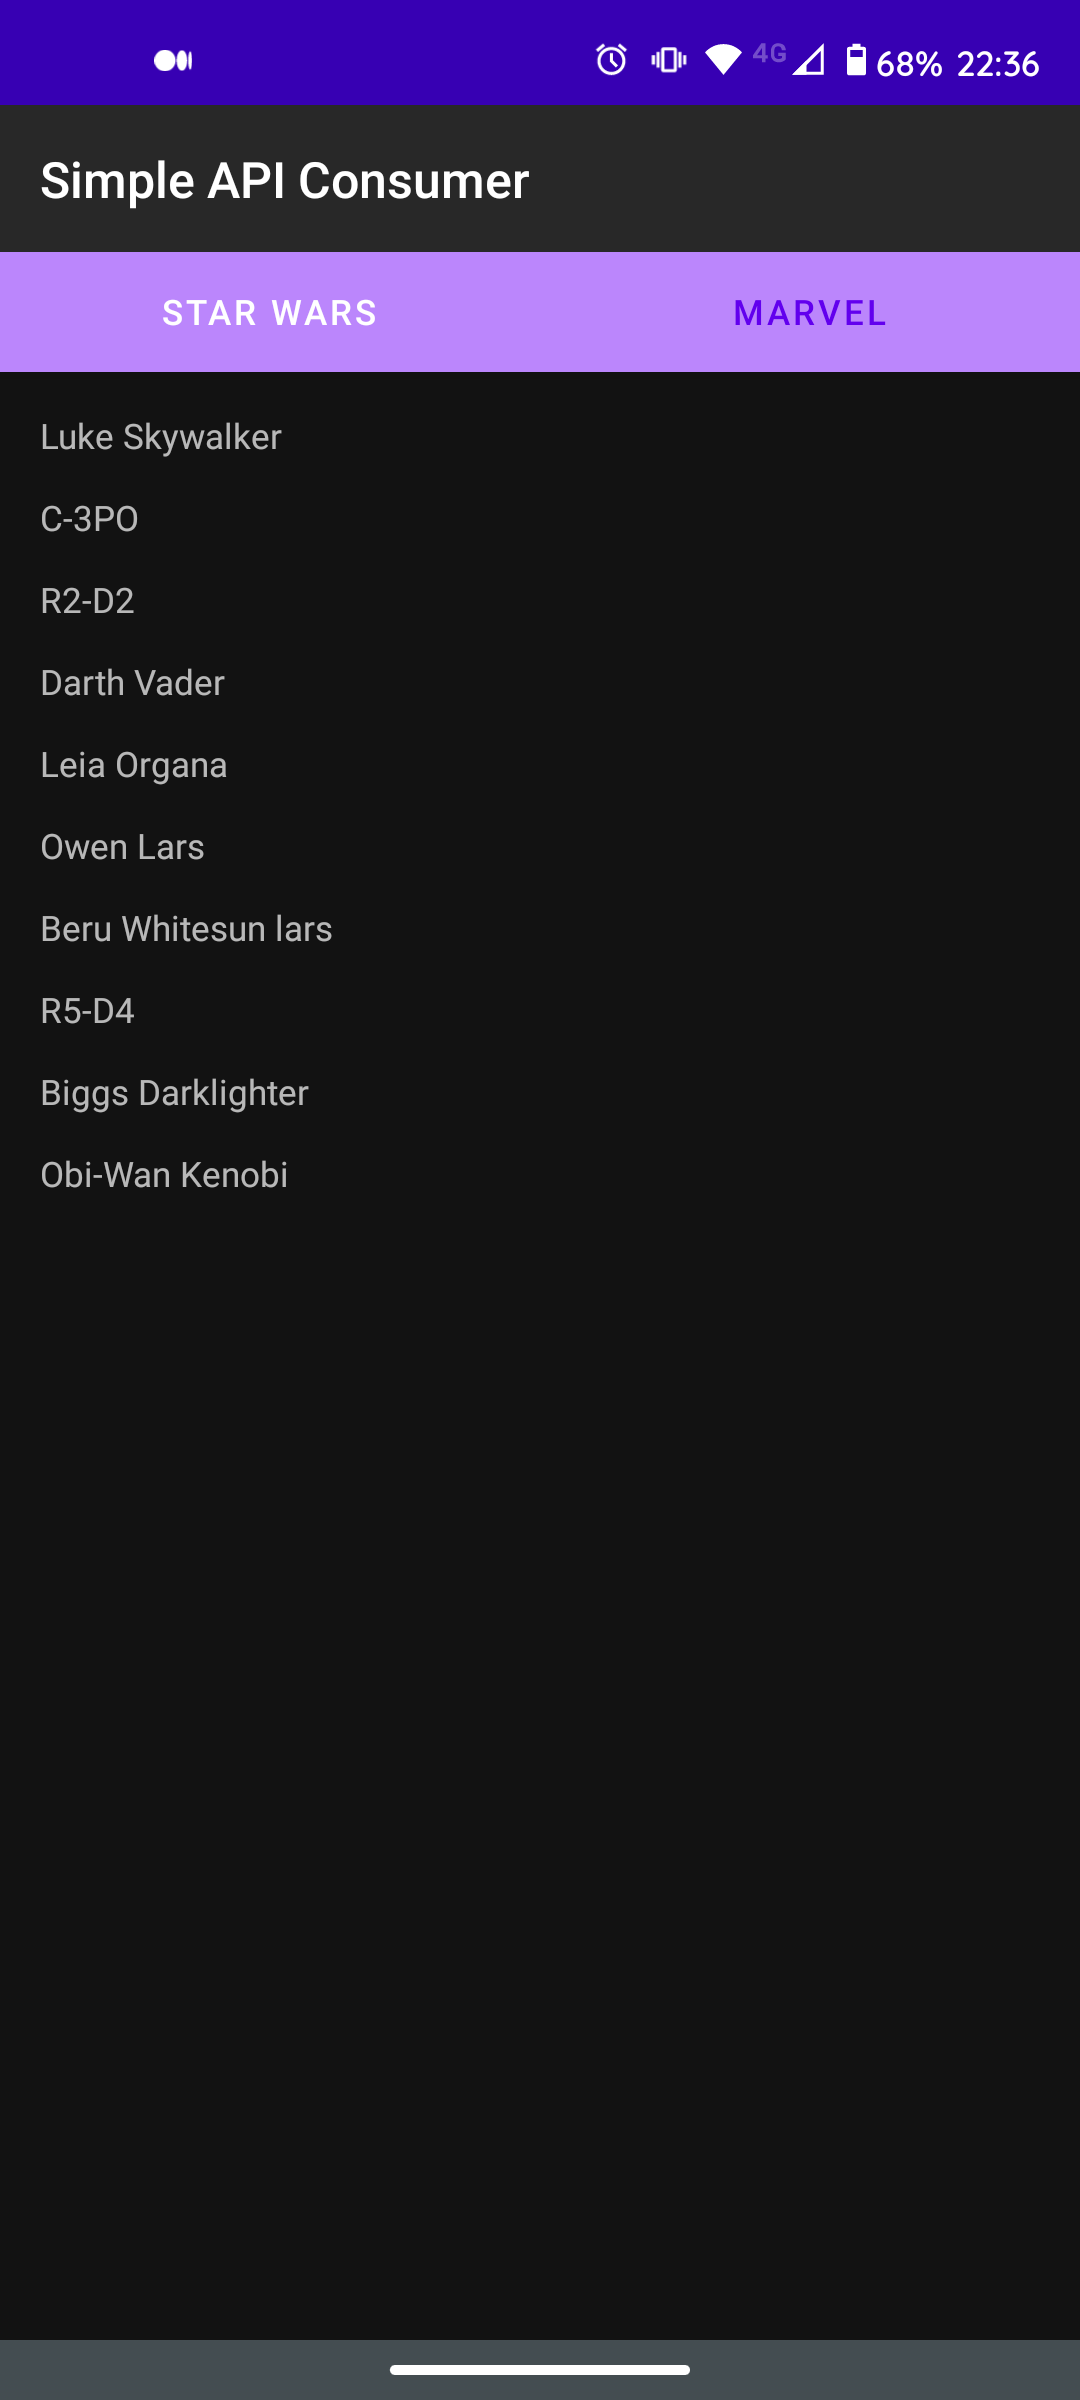 4G 68% 22:36
Simple API Consumer
STAR WARS MARVEL
Luke Skywalker
C-3PO
R2-D2
Darth Vader
Leia Organa
Owen Lars
Beru Whitesun lars
R5-D4
Biggs Darklighter
Obi-Wan Kenobi